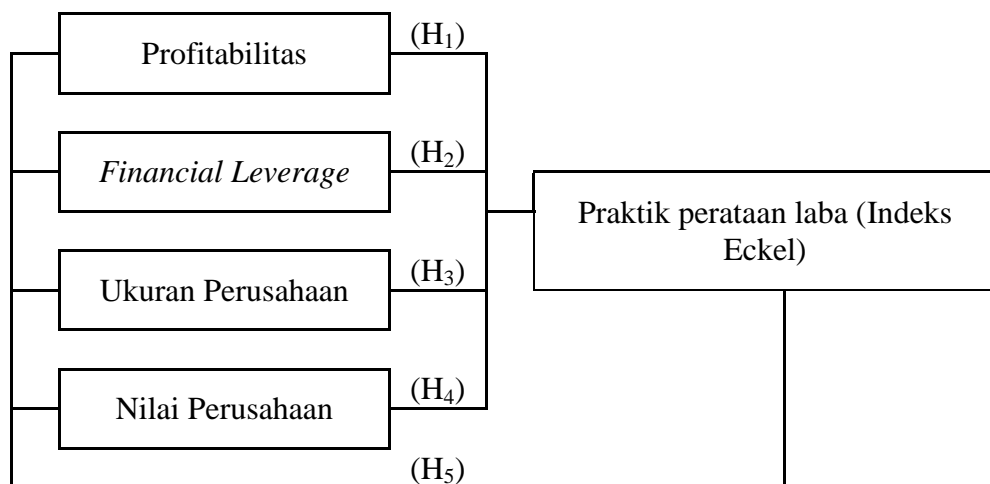 Profitabilitas
(H₁)
Financial Leverage
(H₂)
Ukuran Perusahaan
(H₃)
Nilai Perusahaan
(H₄)
(H₅)
Praktik perataan laba (Indeks
Eckel)